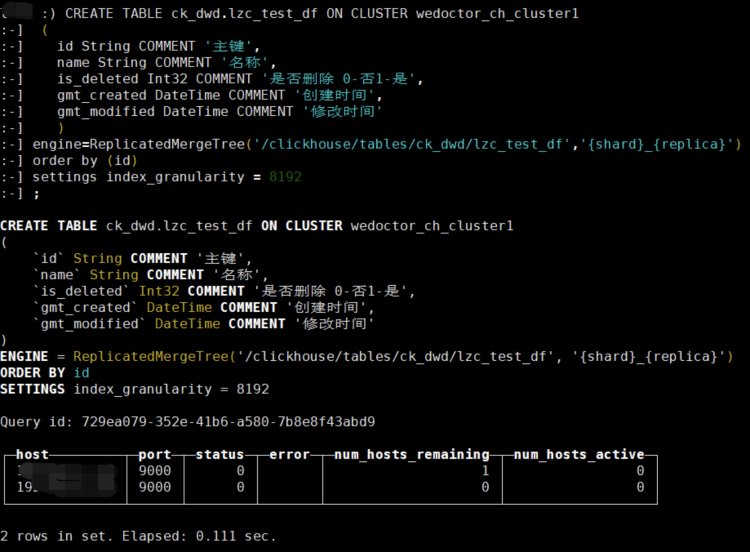 :) CREATE TABLE ck_dwd.lzc_test_df ON CLUSTER wedoctor_ch_cluster1
:-] (
:-] id String COMMENT '主键',
:-] name String COMMENT '名称',
:-] is_deleted Int32 COMMENT '是否删除 0-否1-是',
:-] gmt_created DateTime COMMENT '创建时间',
:-] gmt_modified DateTime COMMENT '修改时间'
:-] )
:-] engine=ReplicatedMergeTree('/clickhouse/tables/ck_dwd/lzc_test_df','{shard}_{replica}')
:-] order by (id)
:-] settings index_granularity = 8192
:-] ;
CREATE TABLE ck_dwd.lzc_test_df ON CLUSTER wedoctor_ch_cluster1
(
`id` String COMMENT '主键',
`name` String COMMENT '名称',
`is_deleted` Int32 COMMENT '是否删除 0-否1-是',
`gmt_created` DateTime COMMENT '创建时间',
`gmt_modified` DateTime COMMENT '修改时间'
)
ENGINE = ReplicatedMergeTree('/clickhouse/tables/ck_dwd/lzc_test_df', '{shard}_{replica}')
ORDER BY id
SETTINGS index_granularity = 8192
Query id: 729ea079-352e-41b6-a580-7b8e8f43abd9
host port status error num_hosts_remaining num_hosts_active
9000 0 1 0
9000 0 0 0
2 rows in set. Elapsed: 0.111 sec.